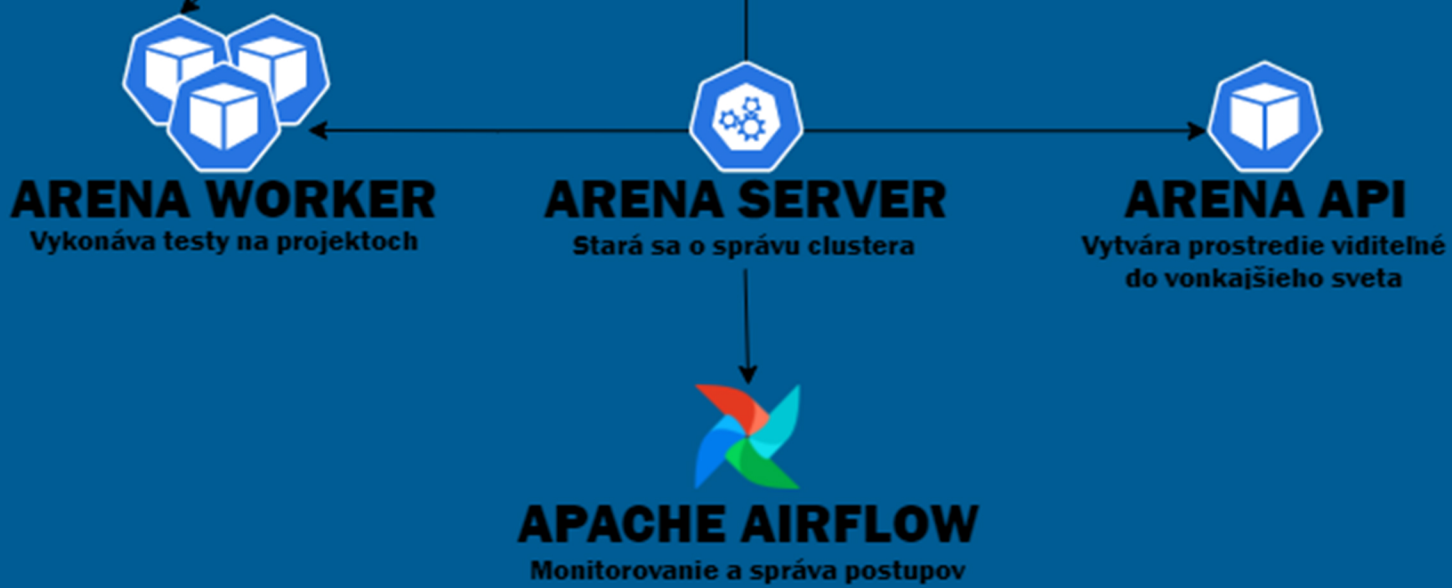 ARENA WORKER
Vykonáva testy na projektoch
ARENA SERVER
Stará sa o správu clustera
ARENA API
Vytvára prostredie viditeľné
do vonkajšieho sveta
APACHE AIRFLOW
Monitorovanie a správa postupov